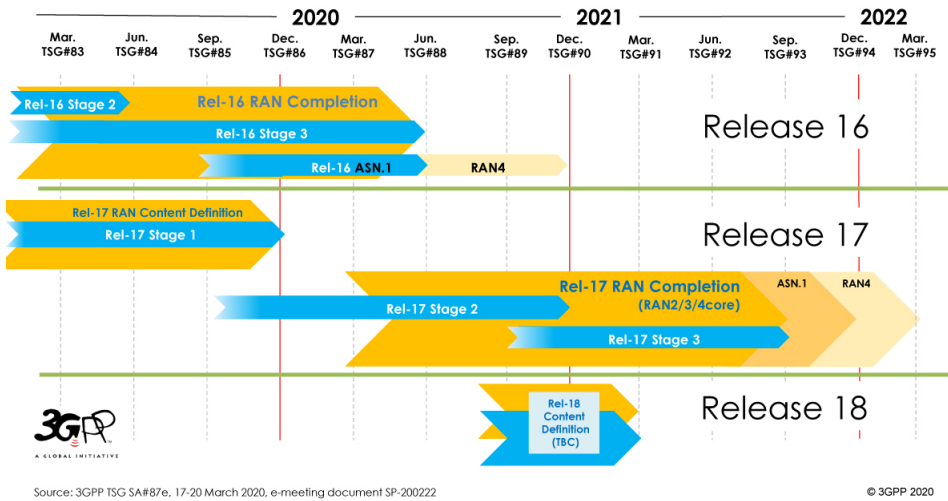 2020
2021
2022
Mar.
TSG#83
Jun.
TSG#84
Sep.
TSG#85
Dec.
TSG#86
Mar.
TSG#87
Jun.
TSG#88
Sep.
TSG#89
Dec.
TSG#90
Mar.
TSG#91
Jun.
TSG#92
Sep.
TSG#93
Dec.
TSG#94
Mar.
TSG#95
Rel-16 Stage 2
Rel-16 RAN Completion
Rel-16 Stage 3
Rel-16 ASN.1
RAN4
Release 16
Rel-17 RAN Content Definition
Rel-17 Stage 1
Release 17
Rel-17 RAN Completion
(RAN2/3/4core)
ASN.1
RAN4
Rel-17 Stage 2
Rel-17 Stage 3
Rel-18
Content
Definition
(TBC)
Release 18
3GPP
TM
A GLOBAL INITIATIVE
Source: 3GPP TSG SA#87e, 17-20 March 2020, e-meeting document SP-200222
© 3GPP 2020